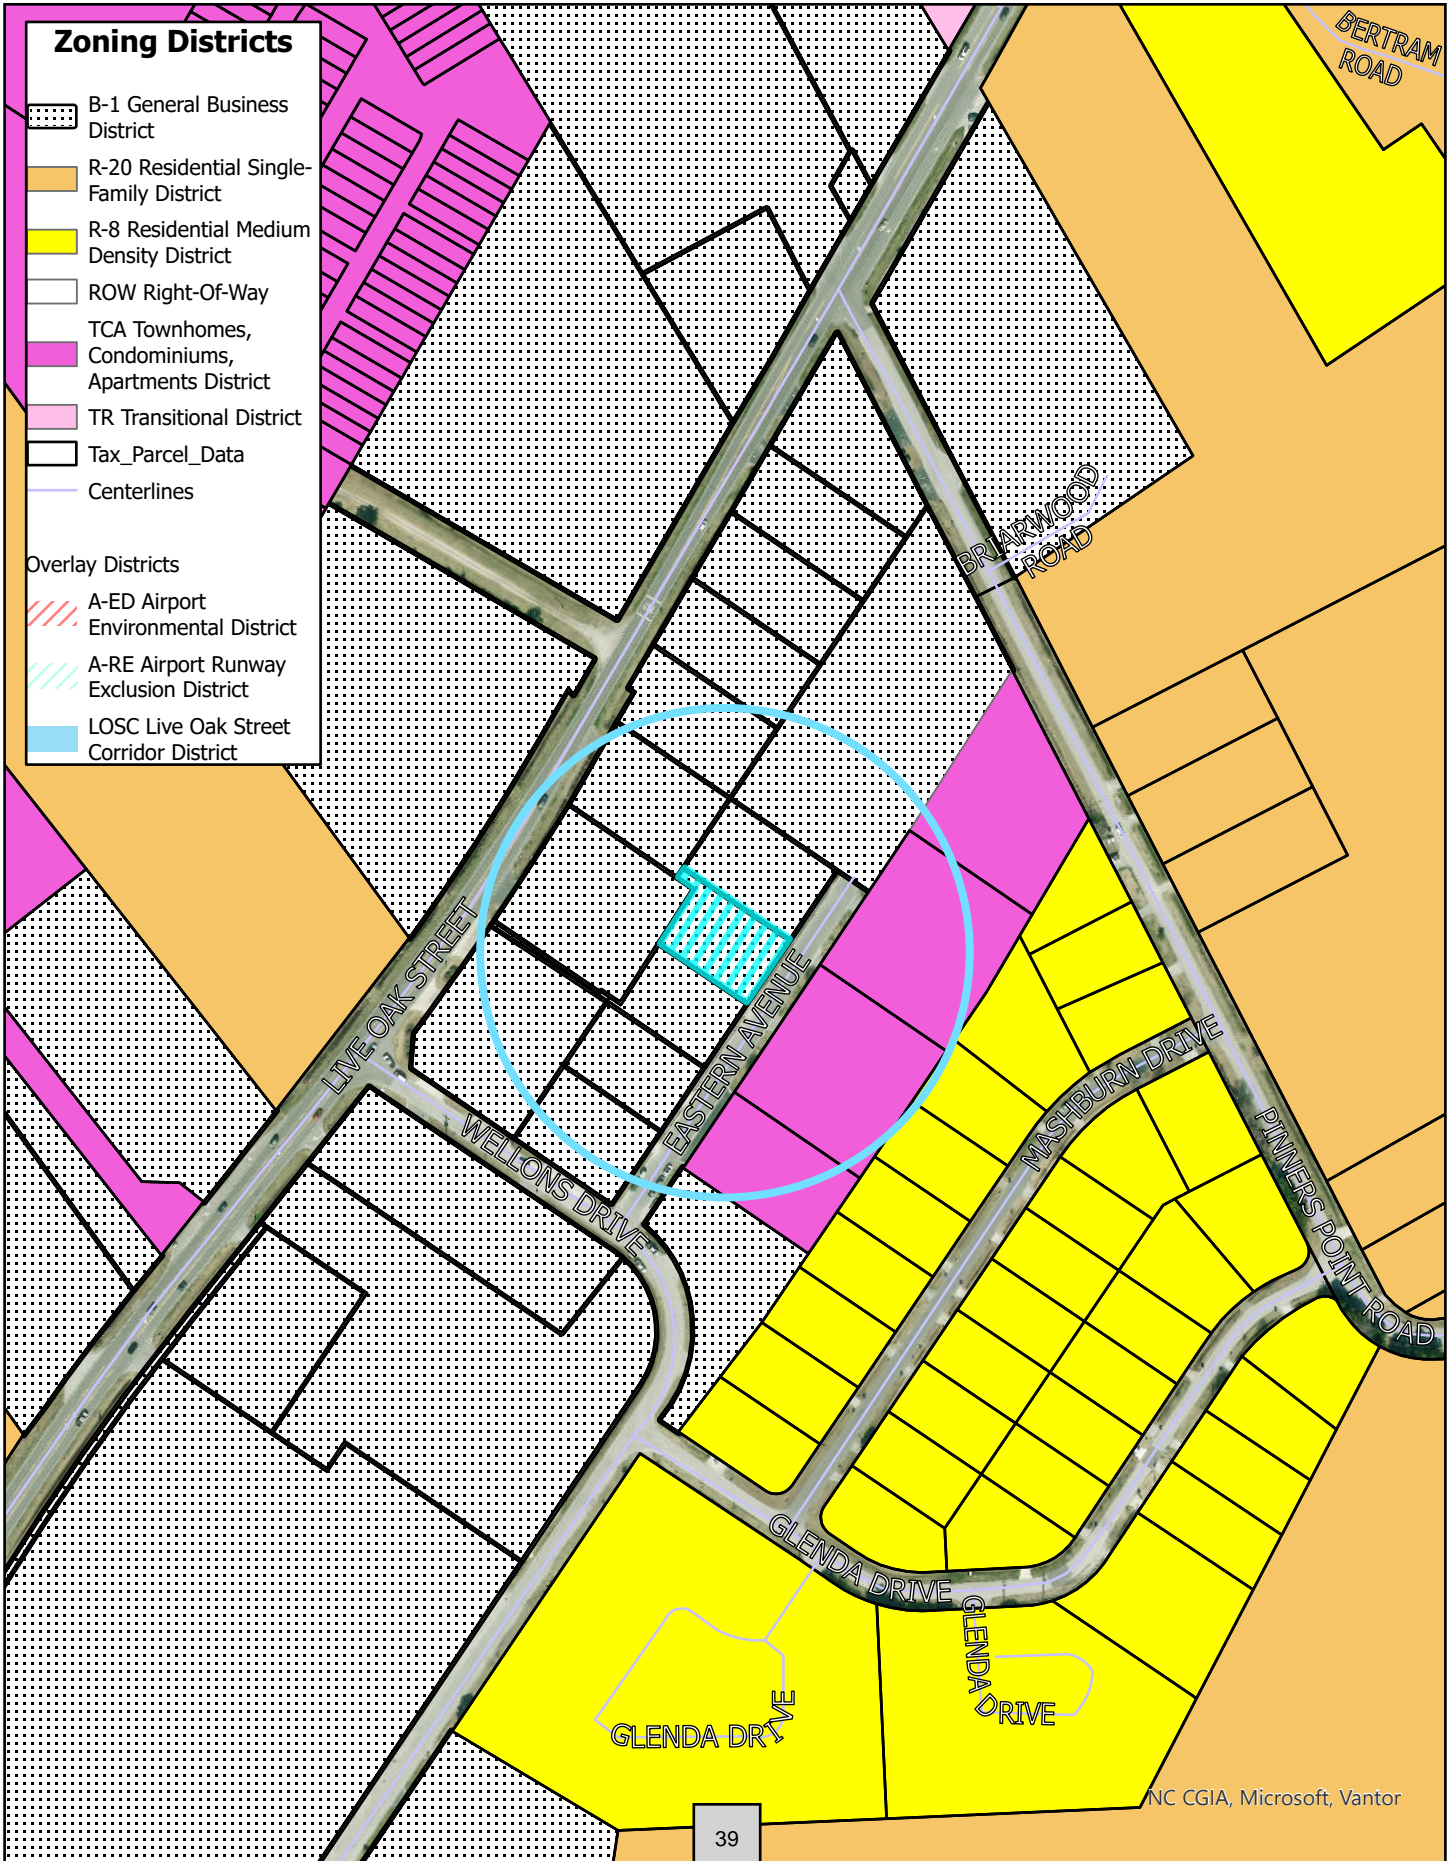 Zoning Districts
B-1 General Business
District
R-20 Residential Single-
Family District
R-8 Residential Medium
Density District
ROW Right-Of-Way
TCA Townhomes,
Condominiums,
Apartments District
TR Transitional District
Tax_Parcel_Data
Centerlines
Overlay Districts
A-ED Airport
Environmental District
A-RE Airport Runway
Exclusion District
LOSC Live Oak Street
Corridor District
BERTRAM
ROAD
BRIARWOOD
ROAD
LIVE OAK STREET
EASTERN AVENUE
WELLONS DRIVE
MASHBURN DRIVE
PINNERS POINT ROAD
GLENDA DRIVE
GLENDA DRIVE
GLENDA DRIVE
NC CGIA, Microsoft, Vantor
39